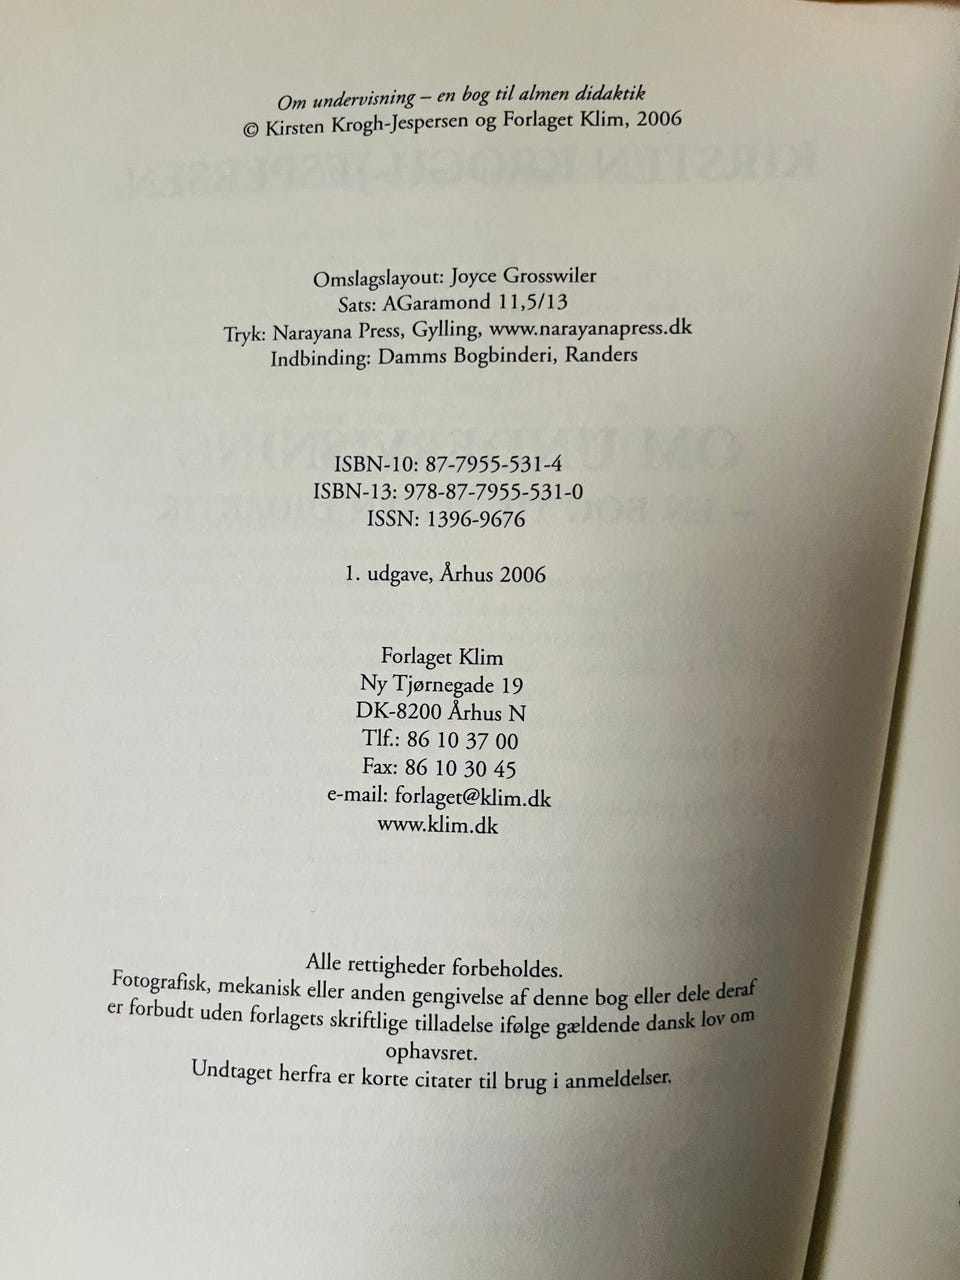 Om undervisning – en bog til almen didaktik
© Kirsten Krogh-Jespersen og Forlaget Klim, 2006
KIRSTEN KROGH-JESPERSEN
Omslagslayout: Joyce Grosswiler
Sats: AGaramond 11,5/13
Tryk: Narayana Press, Gylling, www.narayanapress.dk
Indbinding: Damms Bogbinderi, Randers
OM UNDERVISNING
ISBN-10: 87-7955-531-4
ISBN-13: 978-87-7955-531-0
ISSN: 1396-9676
1. udgave, Århus 2006
Forlaget Klim
Ny Tjørnegade 19
DK-8200 Århus N
Tlf.: 86 10 37 00
Fax: 86 10 30 45
e-mail: forlaget@klim.dk
www.klim.dk
Alle rettigheder forbeholdes.
Fotografisk, mekanisk eller anden gengivelse af denne bog eller dele deraf
er forbudt uden forlagets skriftlige tilladelse ifølge gældende dansk lov om
ophavsret.
Undtaget herfra er korte citater til brug i anmeldelser.